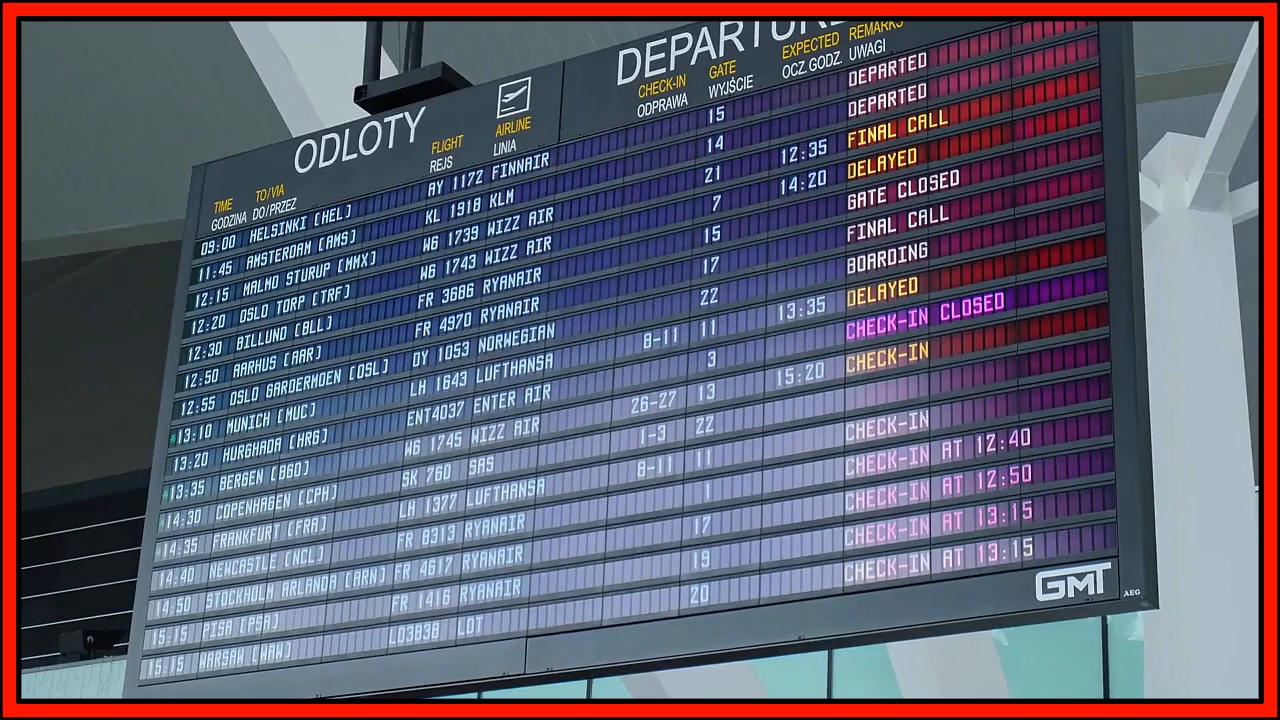 ODLOTY DEPARTURE
TIME TO/VIA FLIGHT AIRLINE CHECK-IN GATE EXPECTED REMARKS
GODZINA DO/PRZEZ REJS LINIA ODPRAWA WYJŚCIE OCZ. GODZ. UWAGI
09:00 HELSINKI [HEL] AY 1172 FINNAIR 15 DEPARTED
11:45 AMSTERDAM [AMS] KL 1918 KLM 14 DEPARTED
12:15 MALMO STURUP [MMX] W6 1739 WIZZ AIR 21 12:35 FINAL CALL
12:20 OSLO TORP [TRF] W6 1743 WIZZ AIR 7 14:20 DELAYED
12:30 BILLUND [BLL] FR 3686 RYANAIR 15 GATE CLOSED
12:50 AARHUS [AAR] FR 4970 RYANAIR 17 FINAL CALL
12:55 OSLO GARDERMOEN [OSL] DY 1053 NORWEGIAN 22 BOARDING
*13:10 MUNICH [MUC] LH 1643 LUFTHANSA 8-11 11 13:35 DELAYED
13:20 HURGHADA [HRG] ENT4037 ENTER AIR 3 CHECK-IN CLOSED
*13:35 BERGEN [BGO] W6 1745 WIZZ AIR 26-27 13 15:20 CHECK-IN
*14:30 COPENHAGEN [CPH] SK 760 SAS 1-3 22
14:35 FRANKFURT [FRA] LH 1377 LUFTHANSA 8-11 11 CHECK-IN
14:40 NEWCASTLE [NCL] FR 8313 RYANAIR 1 CHECK-IN AT 12:40
14:50 STOCKHOLM ARLANDA [ARN] FR 4617 RYANAIR 17 CHECK-IN AT 12:50
15:15 PISA [PSA] FR 1416 RYANAIR 19 CHECK-IN AT 13:15
15:15 WARSAW [WAW] LO3838 LOT 20 CHECK-IN AT 13:15
GMT AEG